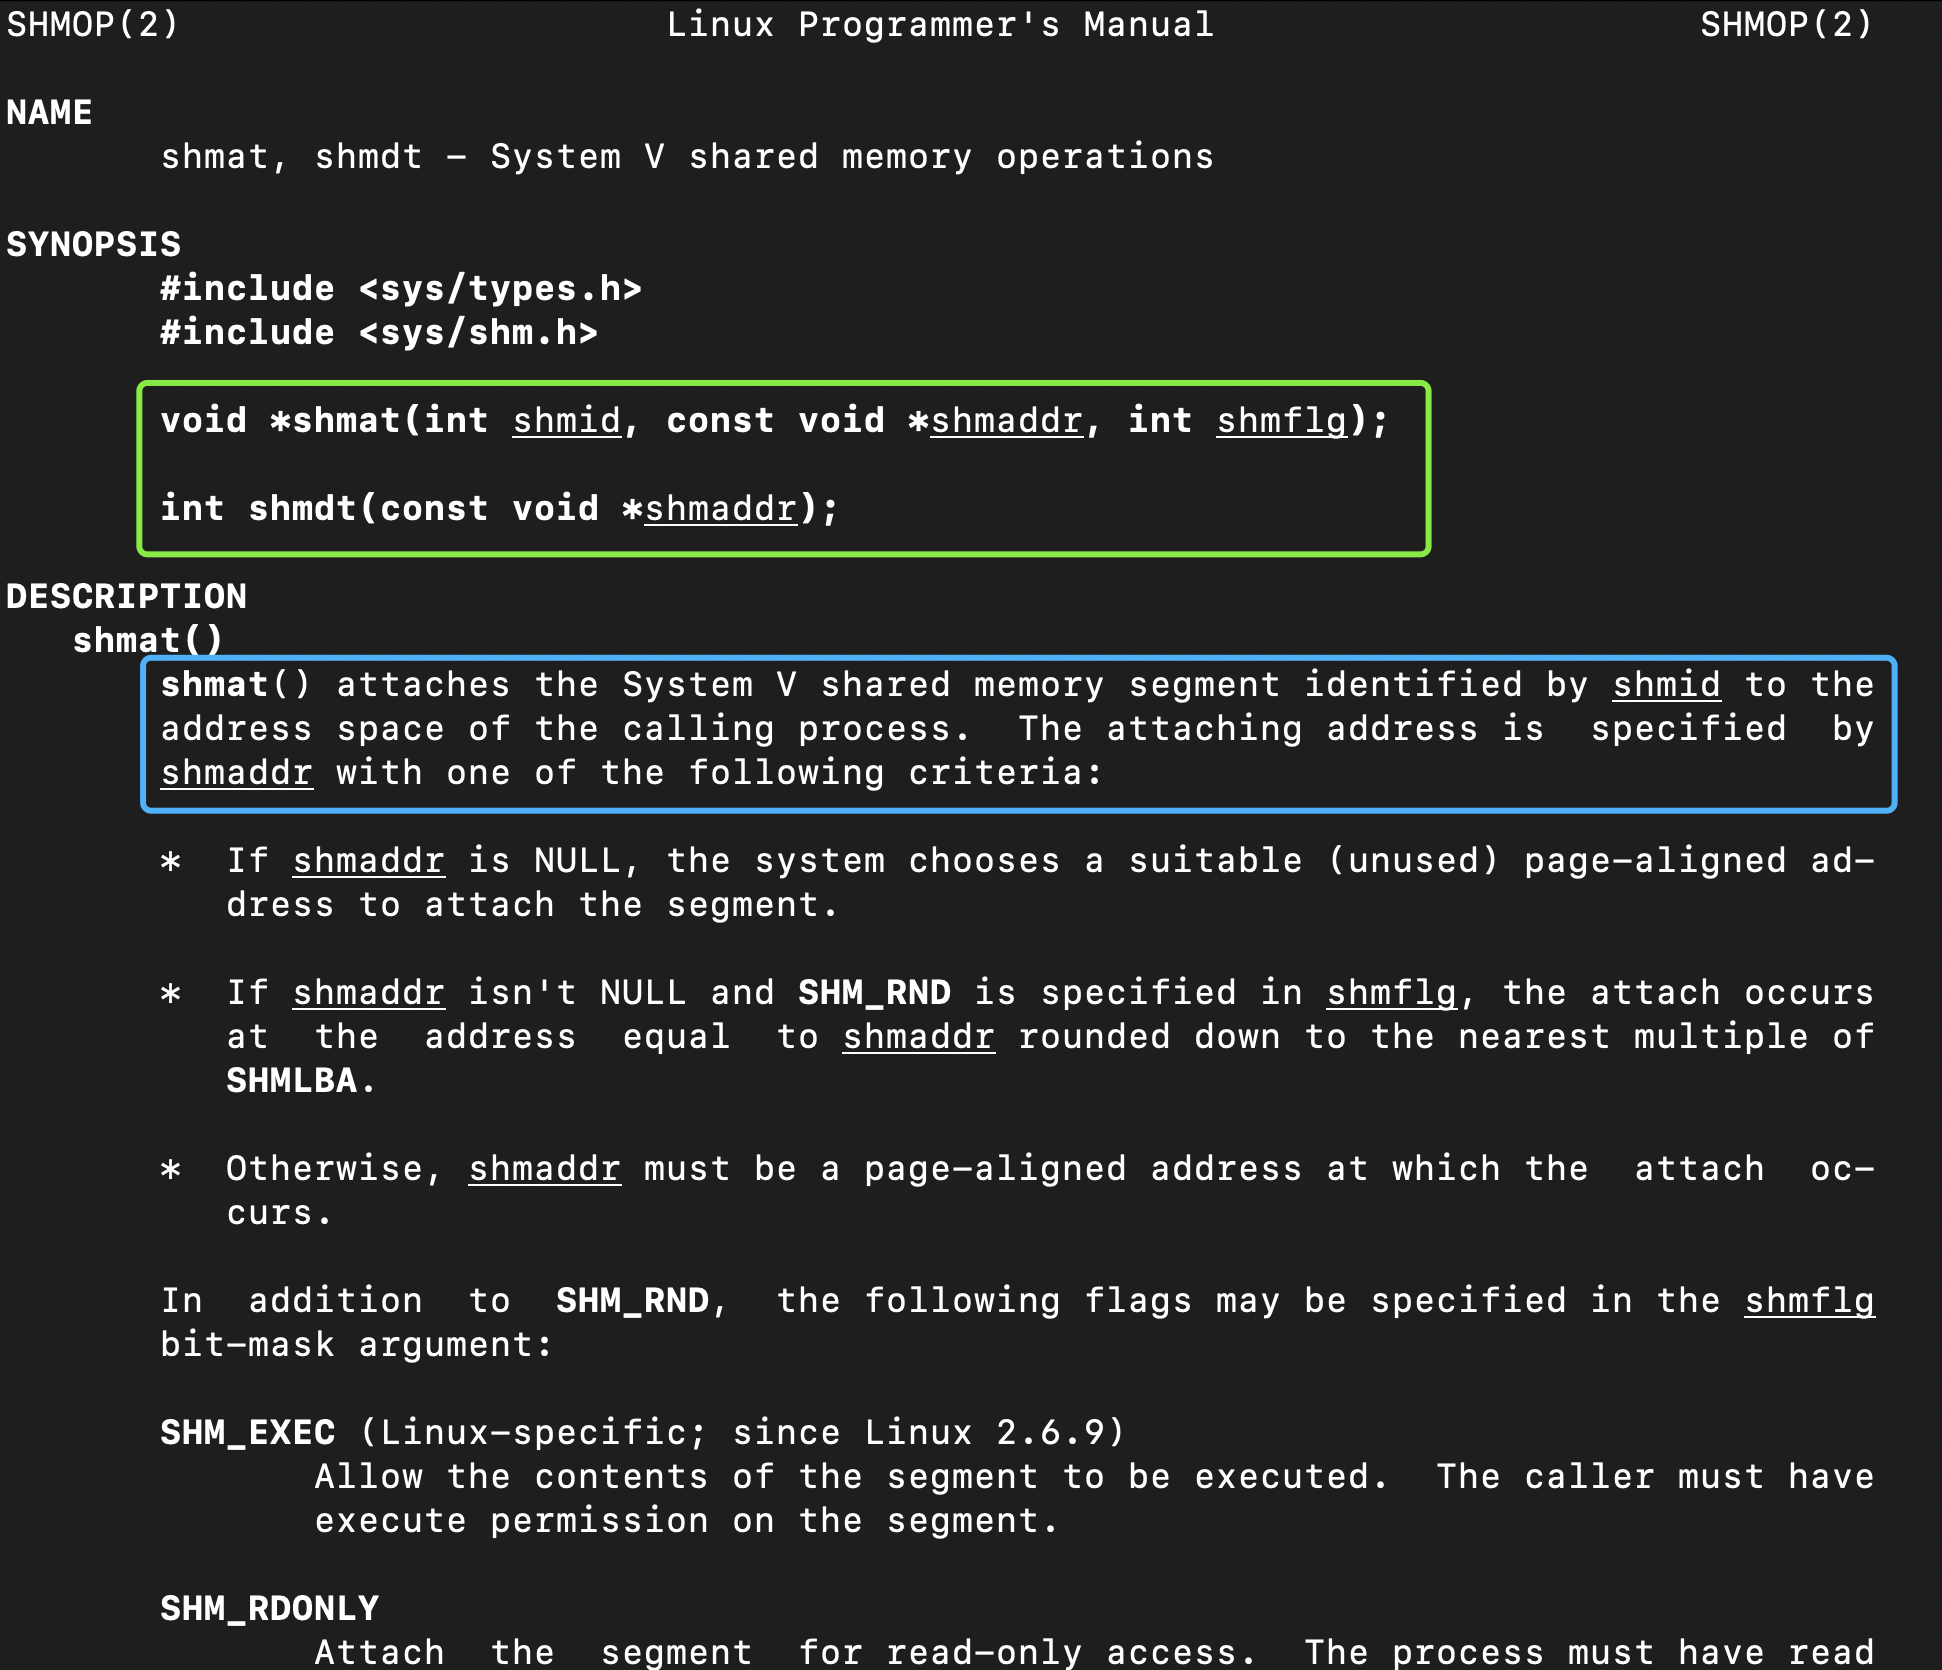 SHMOP(2) Linux Programmer's Manual SHMOP(2)
NAME
shmat, shmdt - System V shared memory operations
SYNOPSIS
#include <sys/types.h>
#include <sys/shm.h>
void *shmat(int shmid, const void *shmaddr, int shmflg);
int shmdt(const void *shmaddr);
DESCRIPTION
shmat()
shmat() attaches the System V shared memory segment identified by shmid to the
address space of the calling process. The attaching address is specified by
shmaddr with one of the following criteria:
* If shmaddr is NULL, the system chooses a suitable (unused) page-aligned ad-
dress to attach the segment.
* If shmaddr isn't NULL and SHM_RND is specified in shmflg, the attach occurs
at the address equal to shmaddr rounded down to the nearest multiple of
SHMLBA.
* Otherwise, shmaddr must be a page-aligned address at which the attach oc-
curs.
In addition to SHM_RND, the following flags may be specified in the shmflg
bit-mask argument:
SHM_EXEC (Linux-specific; since Linux 2.6.9)
Allow the contents of the segment to be executed. The caller must have
execute permission on the segment.
SHM_RDONLY
Attach the segment for read-only access. The process must have read